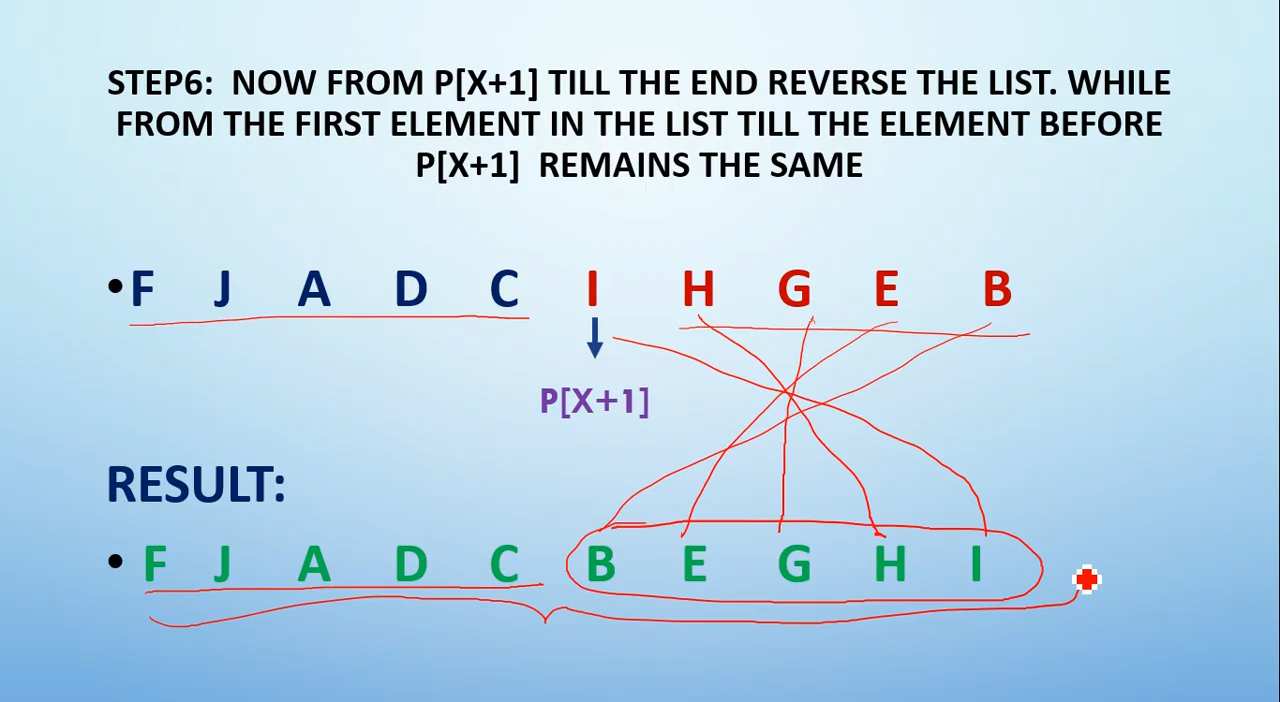 STEP6:  NOW FROM P[X+1] TILL THE END REVERSE THE LIST. WHILE
FROM THE FIRST ELEMENT IN THE LIST TILL THE ELEMENT BEFORE
P[X+1]  REMAINS THE SAME
•F J A D C I H G E B
P[X+1]
RESULT:
• F J A D C B E G H I